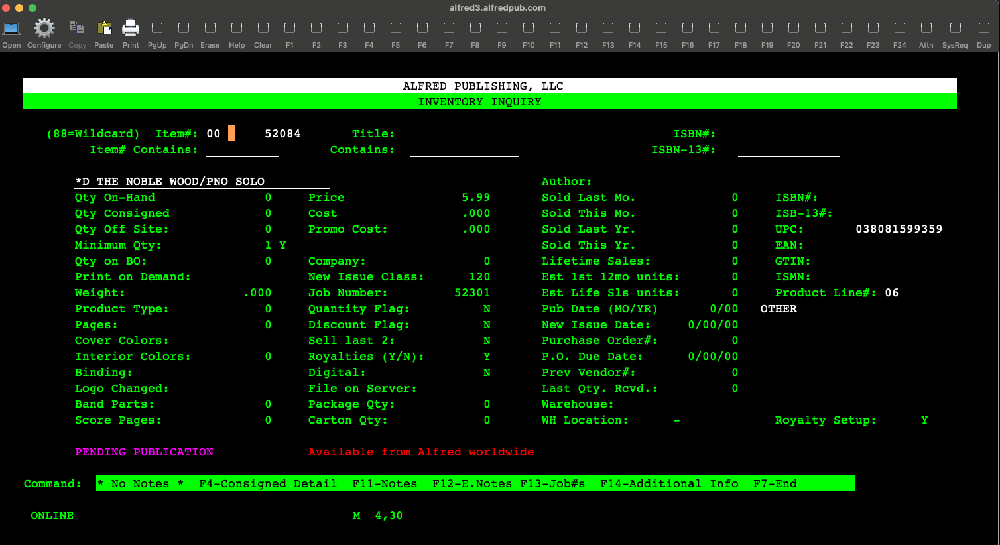 alfred3.alfredpub.com
Open Configure Copy Paste Print PgUp PgDn Erase Help Clear F1 F2 F3 F4 F5 F6 F7 F8 F9 F10 F11 F12 F13 F14 F15 F16 F17 F18 F19 F20 F21 F22 F23 F24 Attn SysReq Dup
ALFRED PUBLISHING, LLC
INVENTORY INQUIRY
(88=Wildcard) Item#: 00 52084 Title: ISBN#:
Item# Contains: Contains: ISBN-13#:
*D THE NOBLE WOOD/PNO SOLO Author:
Qty On-Hand 0 Price 5.99 Sold Last Mo. 0 ISBN#:
Qty Consigned 0 Cost .000 Sold This Mo. 0 ISB-13#:
Qty Off Site: 0 Promo Cost: .000 Sold Last Yr. 0 UPC: 038081599359
Minimum Qty: 1 Y Sold This Yr. 0 EAN:
Qty on BO: 0 Company: 0 Lifetime Sales: 0 GTIN:
Print on Demand: New Issue Class: 120 Est 1st 12mo units: 0 ISMN:
Weight: .000 Job Number: 52301 Est Life Sls units: 0 Product Line#: 06
Product Type: 0 Quantity Flag: N Pub Date (MO/YR) 0/00 OTHER
Pages: 0 Discount Flag: N New Issue Date: 0/00/00
Cover Colors: Sell last 2: N Purchase Order#: 0
Interior Colors: 0 Royalties (Y/N): Y P.O. Due Date: 0/00/00
Binding: Digital: N Prev Vendor#: 0
Logo Changed: File on Server: Last Qty. Rcvd.: 0
Band Parts: 0 Package Qty: 0 Warehouse:
Score Pages: 0 Carton Qty: 0 WH Location: - Royalty Setup: Y
PENDING PUBLICATION Available from Alfred worldwide
Command: * No Notes * F4-Consigned Detail F11-Notes F12-E.Notes F13-Job#s F14-Additional Info F7-End
ONLINE M 4,30